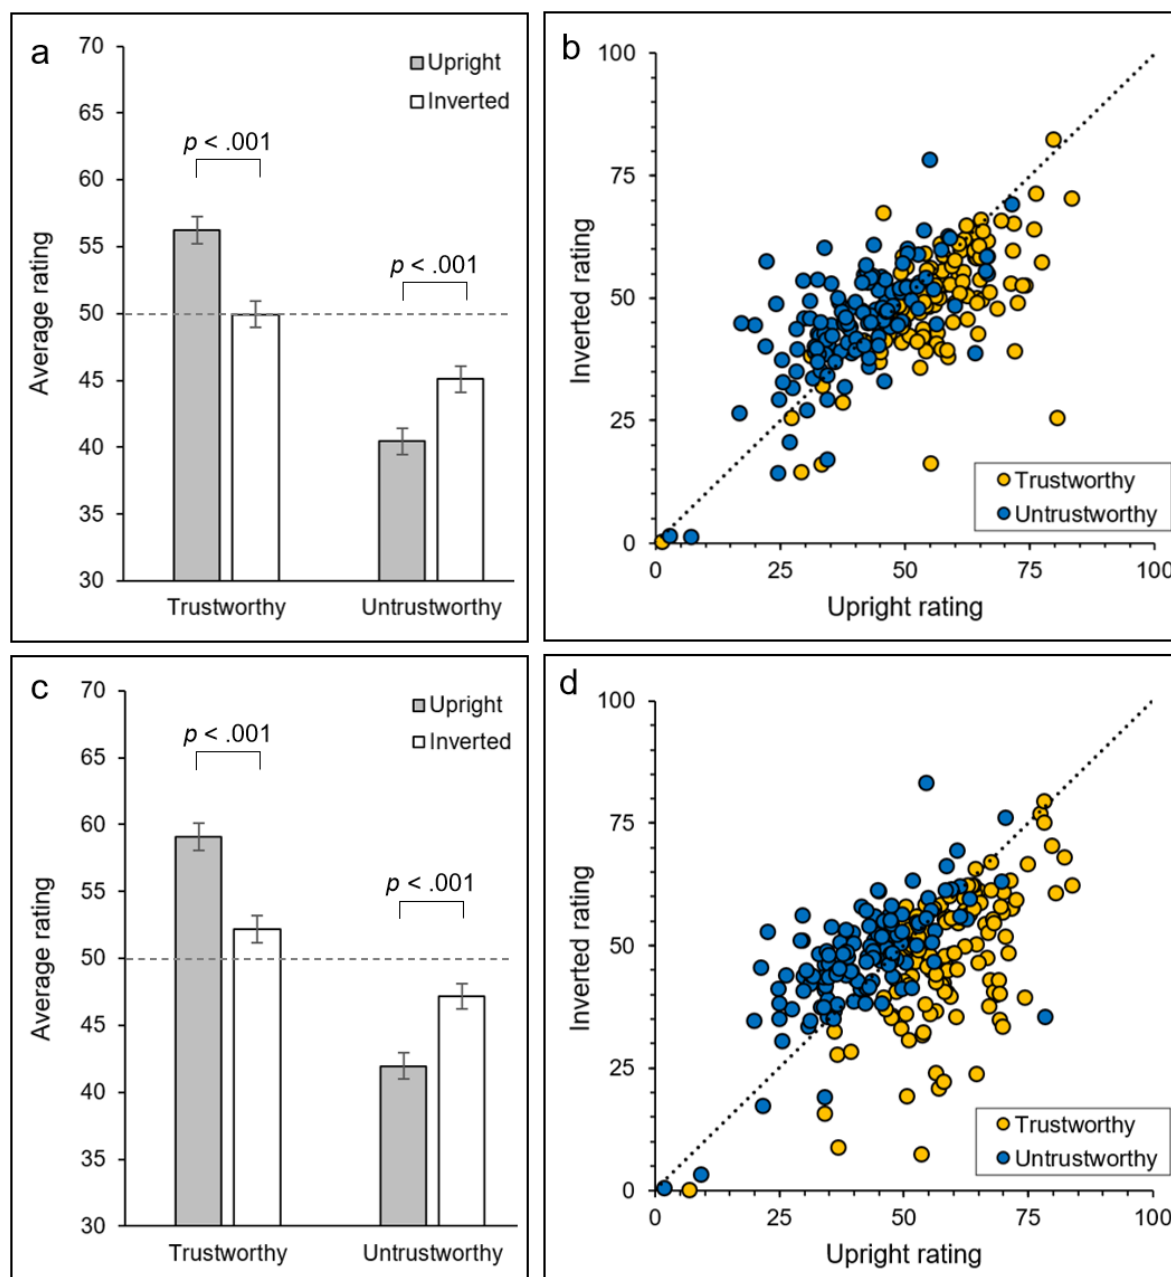 a
70
65
60
55
50
45
40
35
30
Average rating
Upright
Inverted
p < .001
p < .001
Trustworthy
Untrustworthy
b
100
75
50
25
0
Inverted rating
Trustworthy
Untrustworthy
0
25
50
75
100
Upright rating
c
70
65
60
55
50
45
40
35
30
Average rating
Upright
Inverted
p < .001
p < .001
Trustworthy
Untrustworthy
d
100
75
50
25
0
Inverted rating
Trustworthy
Untrustworthy
0
25
50
75
100
Upright rating